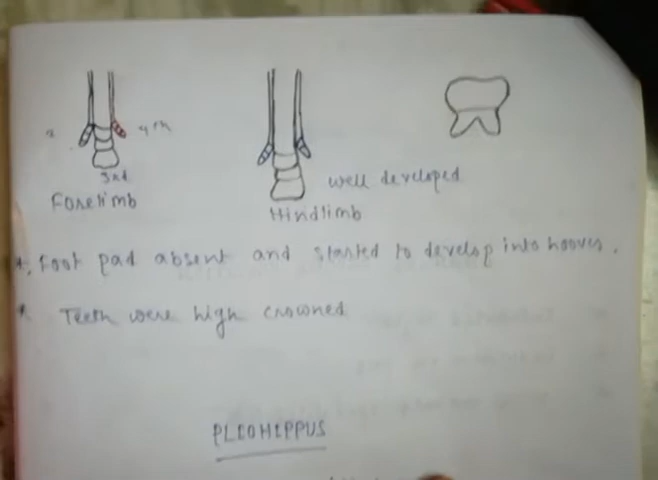 4th
3rd
Forelimb
well developed
Hindlimb
Foot pad absent and started to develop into hooves.
* Teeth were high crowned
PLIOHIPPUS